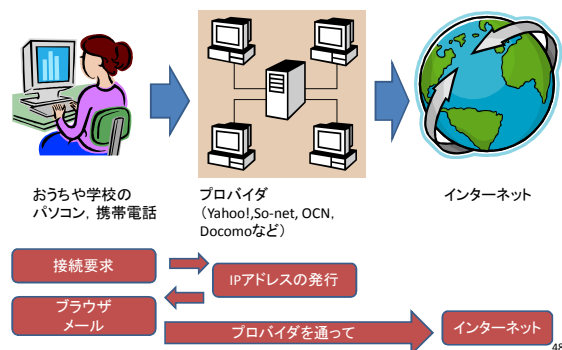 おうちや学校の
パソコン, 携帯電話
プロバイダ
(Yahoo!,So-net, OCN,
Docomoなど)
インターネット
接続要求
IPアドレスの発行
ブラウザ
メール
プロバイダを通って
インターネット
48